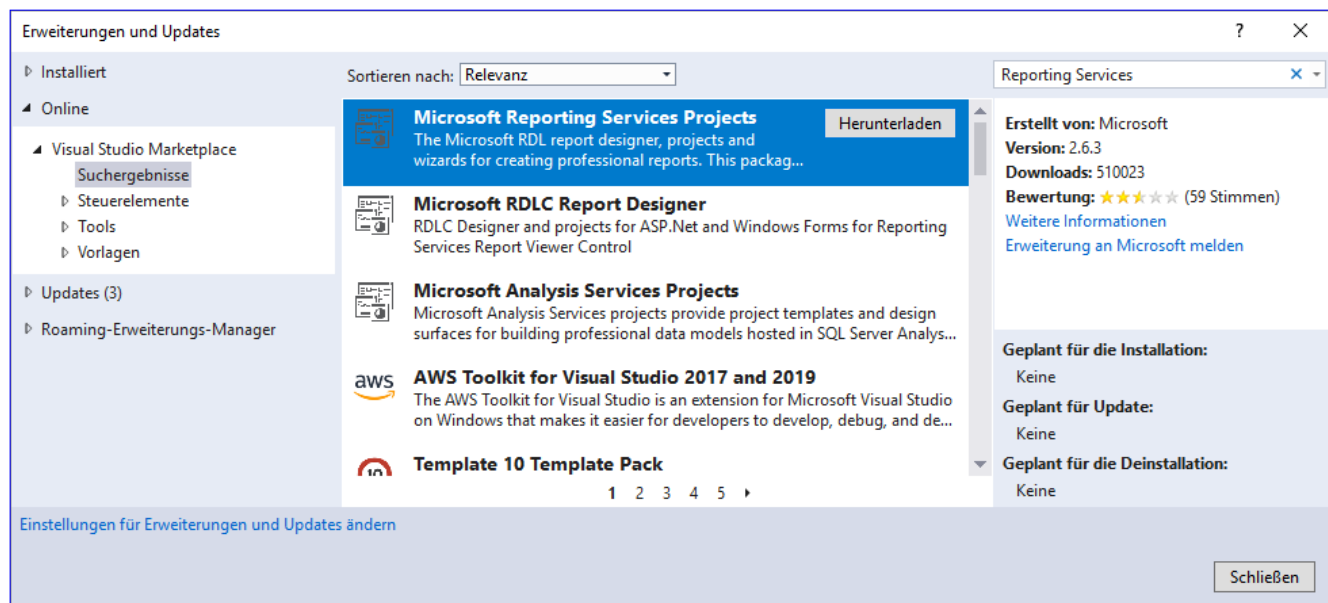 Erweiterungen und Updates
?
Installiert
Online
Visual Studio Marketplace
Suchergebnisse
Steuerelemente
Tools
Vorlagen
Updates (3)
Roaming-Erweiterungs-Manager
Sortieren nach: Relevanz
Microsoft Reporting Services Projects
Herunterladen
The Microsoft RDL report designer, projects and
wizards for creating professional reports. This packag...
Microsoft RDLC Report Designer
RDLC Designer and projects for ASP.Net and Windows Forms for Reporting
Services Report Viewer Control
Microsoft Analysis Services Projects
Microsoft Analysis Services projects provide project templates and design
surfaces for building professional data models hosted in SQL Server Analys...
aws
AWS Toolkit for Visual Studio 2017 and 2019
The AWS Toolkit for Visual Studio is an extension for Microsoft Visual Studio
on Windows that makes it easier for developers to develop, debug, and de...
10
Template 10 Template Pack
1 2 3 4 5
Reporting Services
Erstellt von: Microsoft
Version: 2.6.3
Downloads: 510023
Bewertung: (59 Stimmen)
Weitere Informationen
Erweiterung an Microsoft melden
Geplant für die Installation:
Keine
Geplant für Update:
Keine
Geplant für die Deinstallation:
Keine
Einstellungen für Erweiterungen und Updates ändern
Schließen